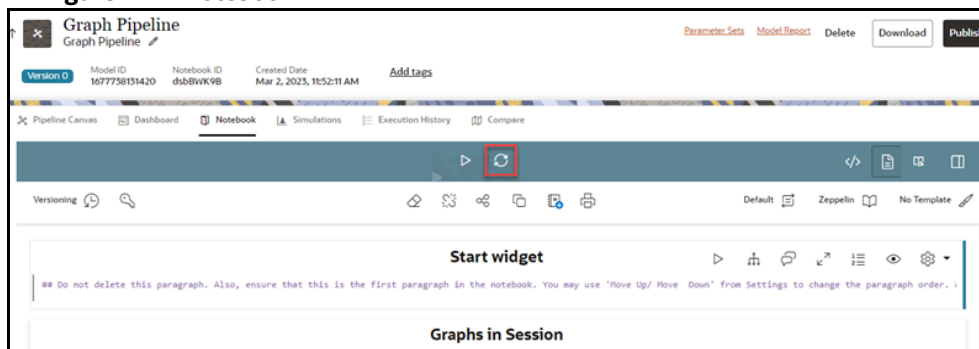 Graph Pipeline
Graph Pipeline
Parameter Sets Model Report Delete Download Publis
Version 0 Model ID Notebook ID Created Date Add tags
1677738131420 dsbBWK9B Mar 2, 2023, 11:52:11 AM
Pipeline Canvas Dashboard Notebook Simulations Execution History Compare
Versioning Default Zeppelin No Template
Start widget
## Do not delete this paragraph. Also, ensure that this is the first paragraph in the notebook. You may use 'Move Up/ Move Down' from Settings to change the paragraph order.
Graphs in Session